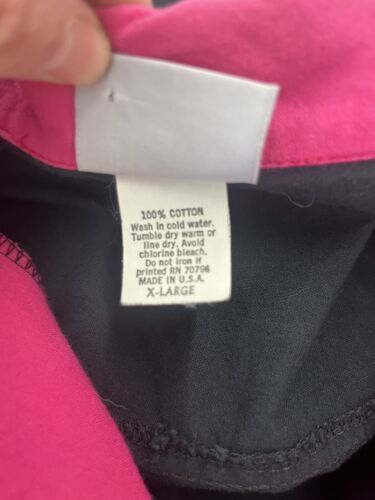 100% COTTON
Wash in cold water.
Tumble dry warm or
line dry. Avoid
chlorine bleach.
Do not iron if
printed RN 70796
MADE IN U.S.A.
X-LARGE